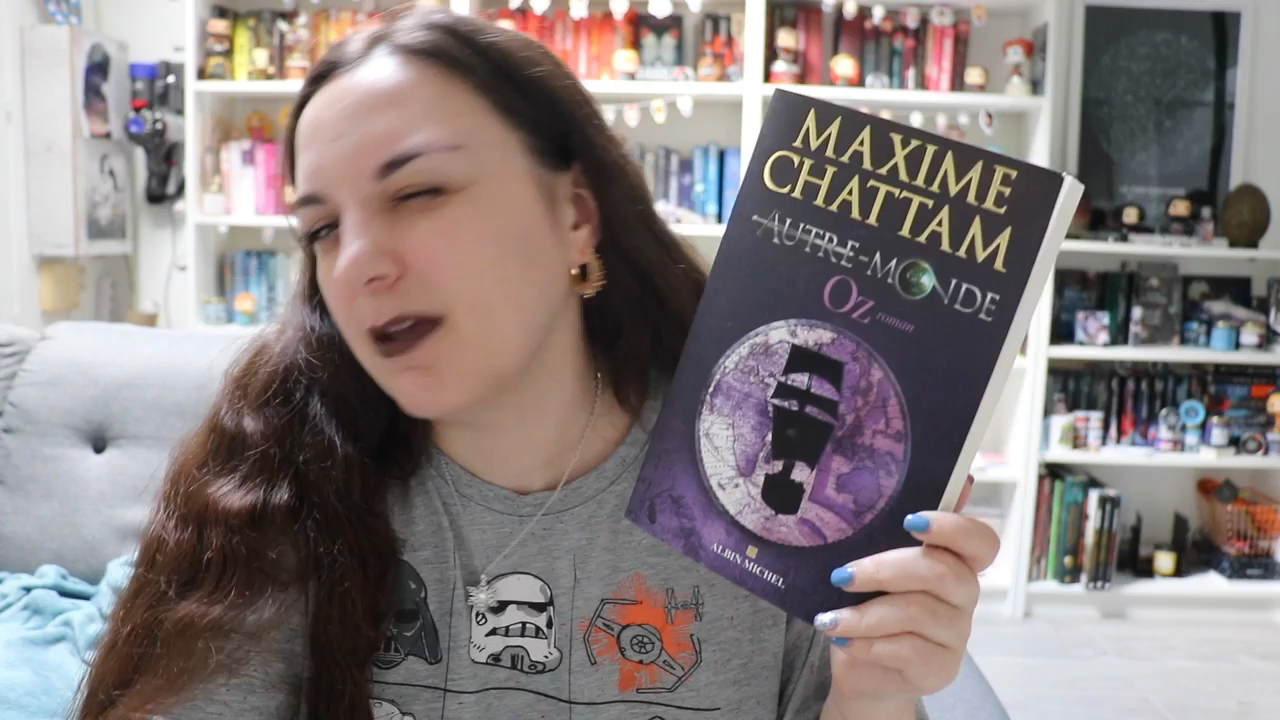 MAXIME
CHATTAM
AUTRE-MONDE
Oz roman
ALBIN MICHEL